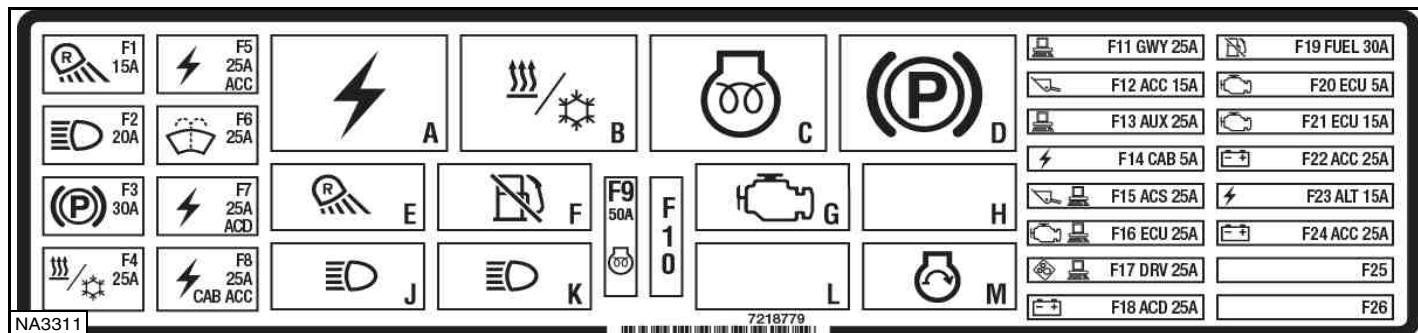 F1
15A
F5
25A
ACC
A
B
C
P
D
F11 GWY 25A
F19 FUEL 30A
F12 ACC 15A
F20 ECU 5A
R
F2
20A
F6
25A
F13 AUX 25A
F21 ECU 15A
F14 CAB 5A
F22 ACC 25A
P
F3
30A
F7
25A
ACD
R
E
F
F9
50A
F
1
0
G
H
F15 ACS 25A
F23 ALT 15A
F16 ECU 25A
F24 ACC 25A
F4
25A
F8
25A
CAB ACC
J
K
L
M
F17 DRV 25A
F25
F18 ACD 25A
F26
7218779
NA3311